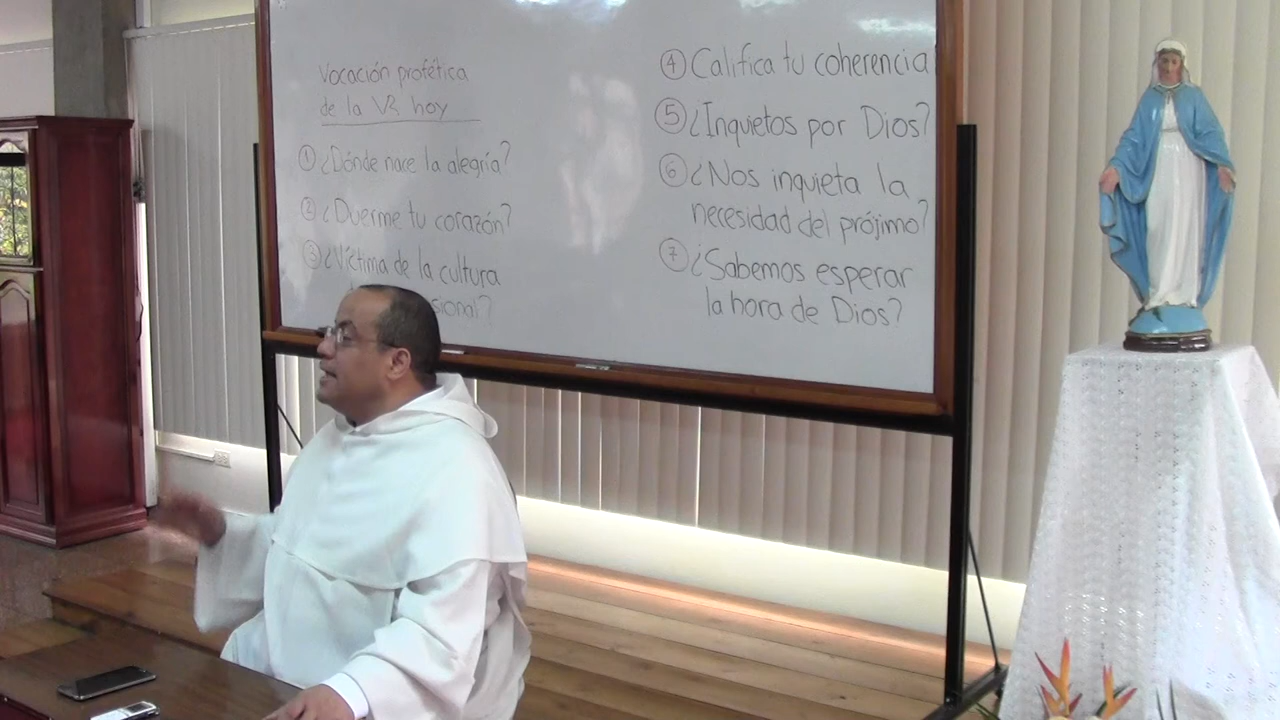 Vocación profética
de la VR hoy
① ¿Dónde nace la alegría?
② ¿Duerme tu corazón?
③ ¿Víctima de la cultura
④ Califica tu coherencia
⑤ ¿Inquietos por Dios?
⑥ ¿Nos inquieta la
necesidad del prójimo?
⑦ ¿Sabemos esperar
la hora de Dios?